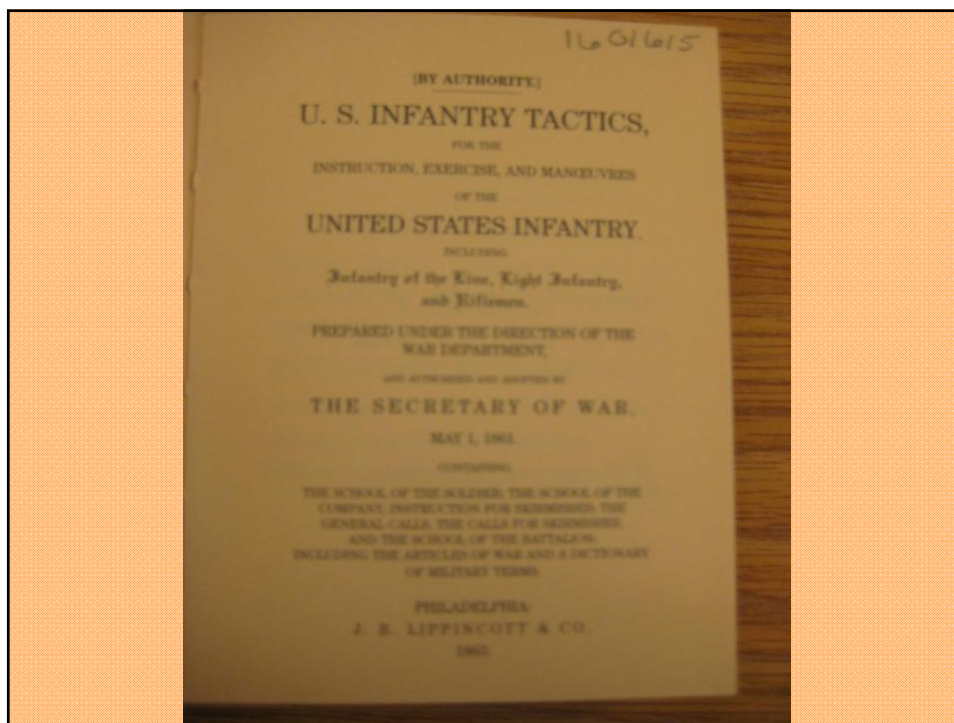 1601615
[BY AUTHORITY.]
U. S. INFANTRY TACTICS,
FOR THE
INSTRUCTION, EXERCISE, AND MANŒUVRES
OF THE
UNITED STATES INFANTRY.
INCLUDING
Infantry of the Line, Light Infantry,
and Riflemen.
PREPARED UNDER THE DIRECTION OF THE
WAR DEPARTMENT,
AND AUTHORIZED AND ADOPTED BY
THE SECRETARY OF WAR,
MAY 1, 1861.
CONTAINING
THE SCHOOL OF THE SOLDIER; THE SCHOOL OF THE
COMPANY; INSTRUCTION FOR SKIRMISHERS; THE
GENERAL CALLS, THE CALLS FOR SKIRMISHERS,
AND THE SCHOOL OF THE BATTALION;
INCLUDING THE ARTICLES OF WAR AND A DICTIONARY
OF MILITARY TERMS.
PHILADELPHIA:
J. B. LIPPINCOTT & CO.